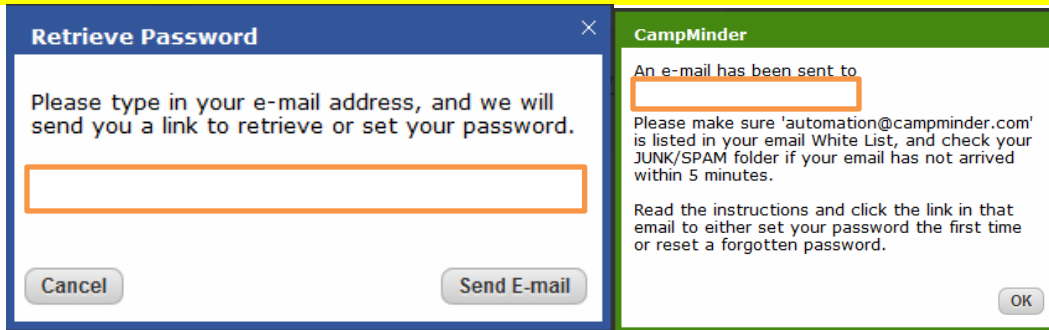 Retrieve Password
Please type in your e-mail address, and we will
send you a link to retrieve or set your password.
Cancel
Send E-mail
CampMinder
An e-mail has been sent to
Please make sure 'automation@campminder.com'
is listed in your email White List, and check your
JUNK/SPAM folder if your email has not arrived
within 5 minutes.
Read the instructions and click the link in that
email to either set your password the first time
or reset a forgotten password.
OK